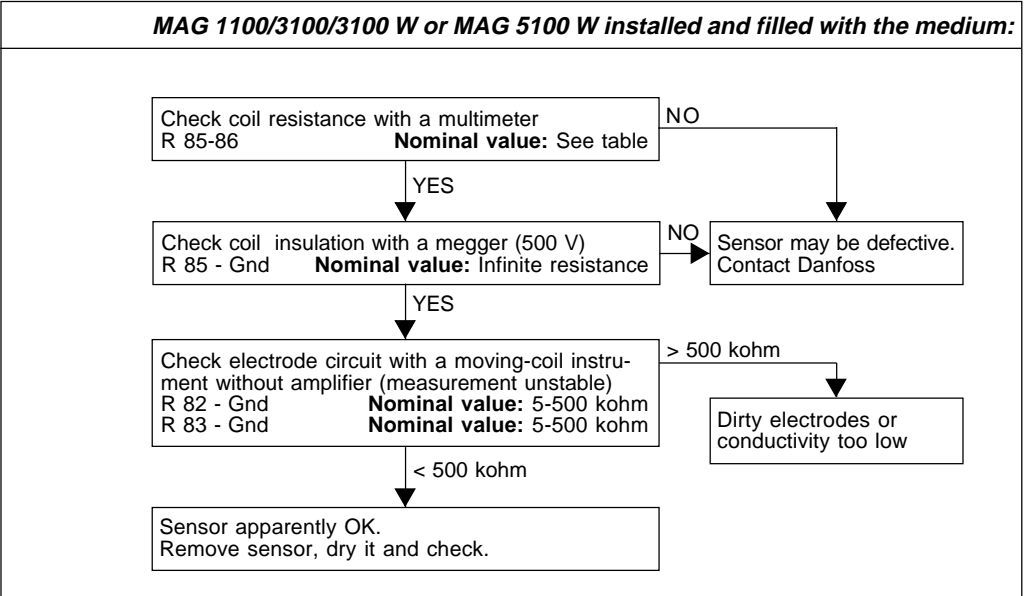 MAG 1100/3100/3100 W or MAG 5100 W installed and filled with the medium:
Check coil resistance with a multimeter
R 85-86 Nominal value: See table
NO
YES
Check coil insulation with a megger (500 V)
R 85 - Gnd Nominal value: Infinite resistance
NO
Sensor may be defective.
Contact Danfoss
YES
Check electrode circuit with a moving-coil instru-
ment without amplifier (measurement unstable)
R 82 - Gnd Nominal value: 5-500 kohm
R 83 - Gnd Nominal value: 5-500 kohm
> 500 kohm
Dirty electrodes or
conductivity too low
< 500 kohm
Sensor apparently OK.
Remove sensor, dry it and check.